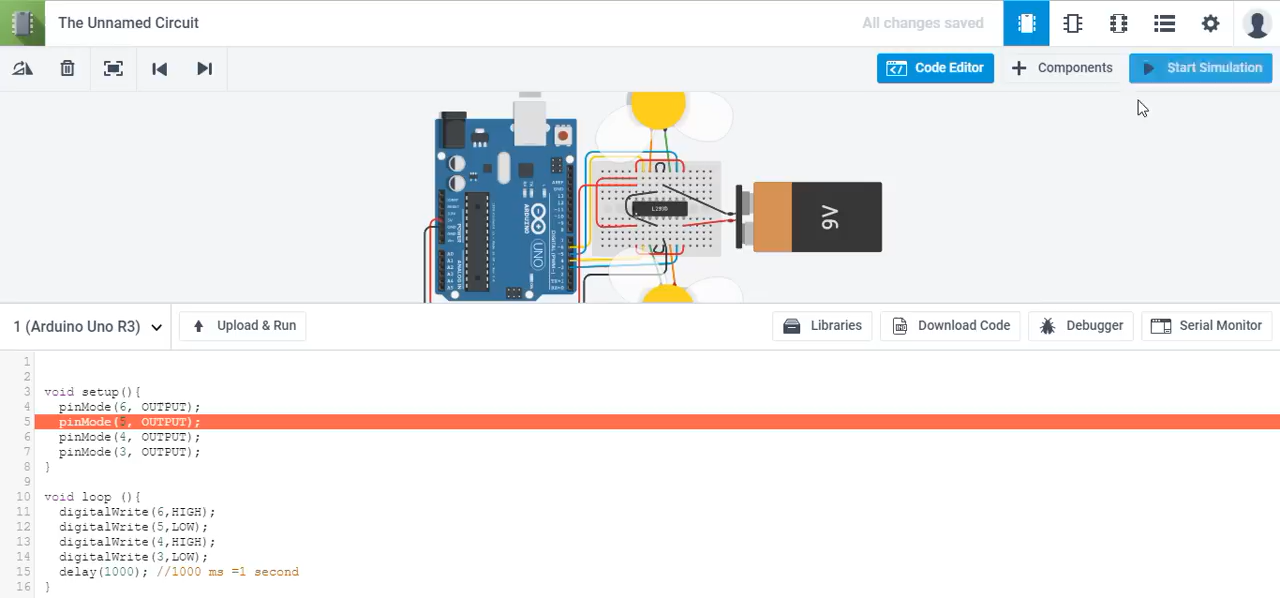 The Unnamed Circuit
All changes saved
Code Editor
Components
Start Simulation
ARDUINO
UNO
L293D
9V
1 (Arduino Uno R3)
Upload & Run
Libraries
Download Code
Debugger
Serial Monitor
1
2
3 void setup(){
4 pinMode(6, OUTPUT);
5 pinMode(5, OUTPUT);
6 pinMode(4, OUTPUT);
7 pinMode(3, OUTPUT);
8 }
9
10 void loop (){
11 digitalWrite(6,HIGH);
12 digitalWrite(5,LOW);
13 digitalWrite(4,HIGH);
14 digitalWrite(3,LOW);
15 delay(1000); //1000 ms =1 second
16 }